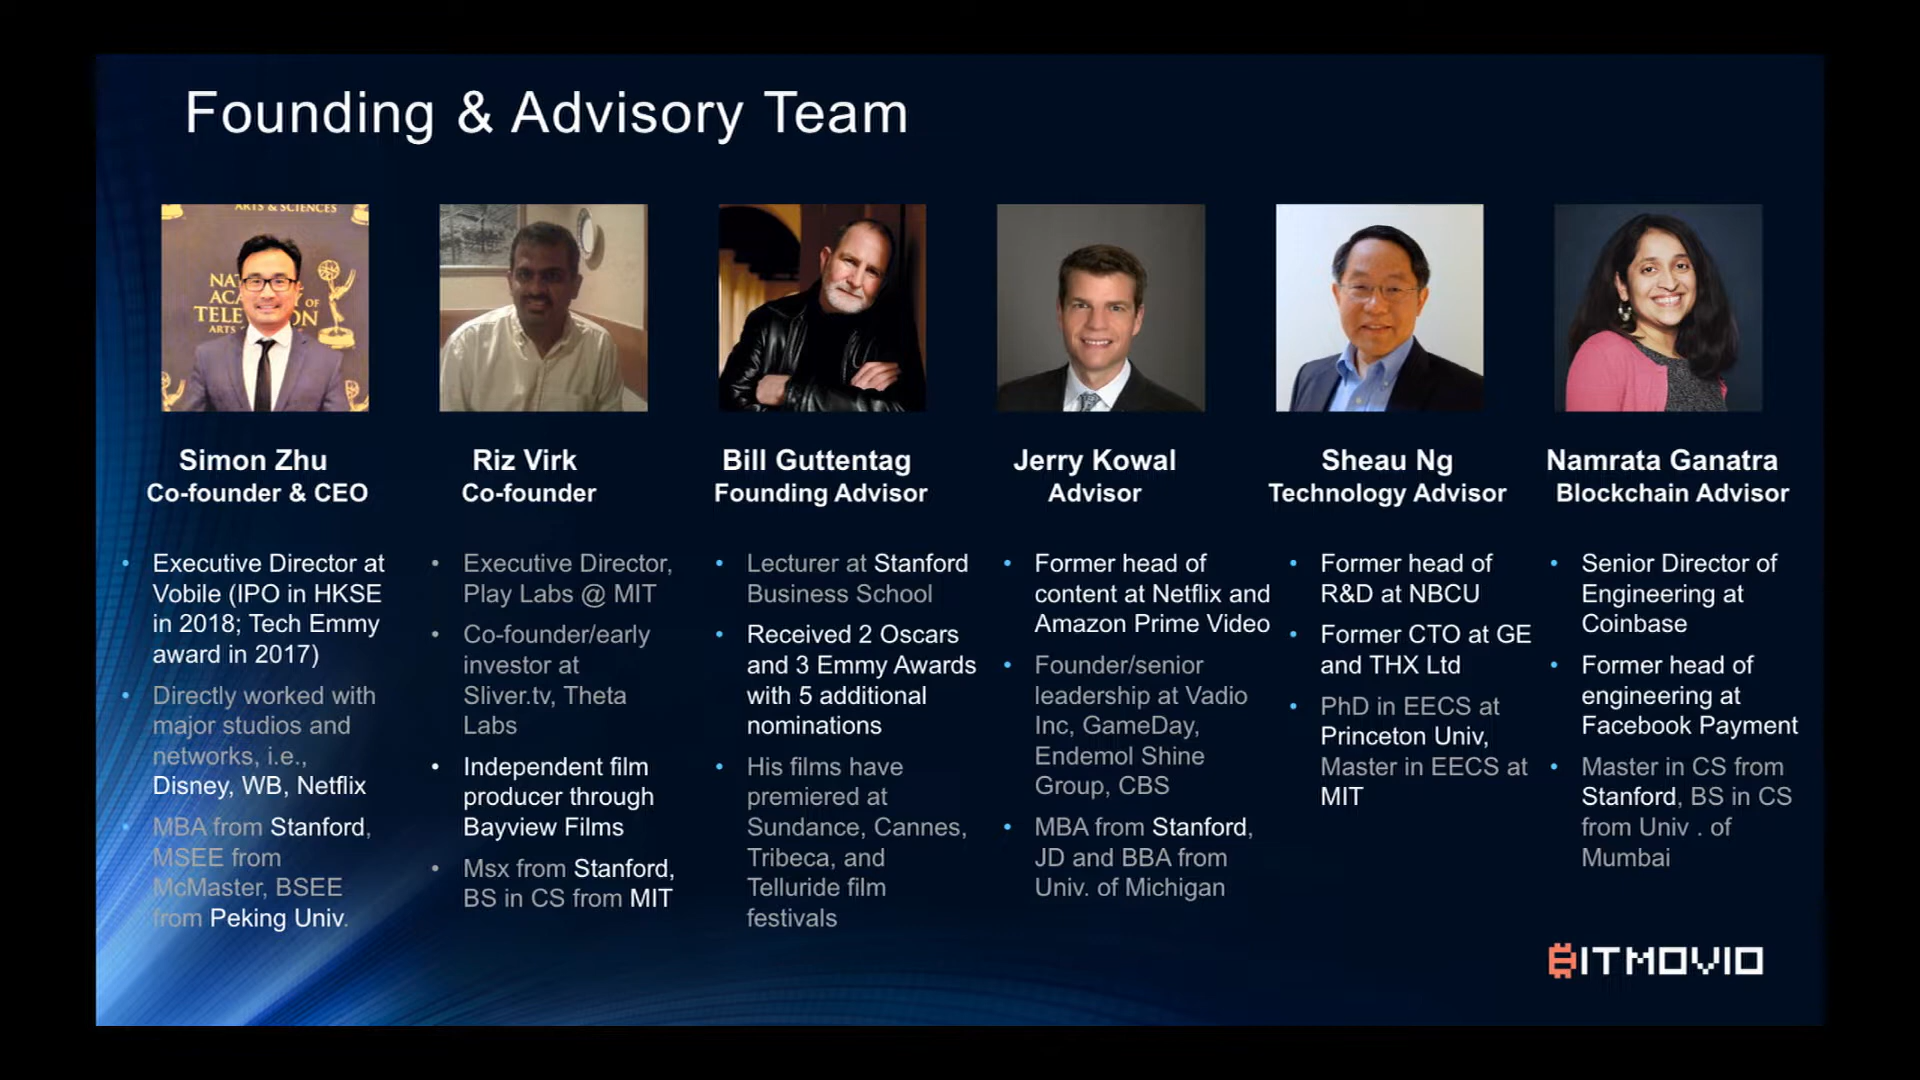 Founding & Advisory Team
ARTS & SCIENCES
OF
ARTS
Simon Zhu
Co-founder & CEO
Executive Director at
Vobile (IPO in HKSE
in 2018; Tech Emmy
award in 2017)
Directly worked with
major studios and
networks, i.e.,
Disney, WB, Netflix
MBA from Stanford,
MSEE from
McMaster, BSEE
from Peking Univ.
Riz Virk
Co-founder
Executive Director,
Play Labs @ MIT
Co-founder/early
investor at
Sliver.tv, Theta
Labs
Independent film
producer through
Bayview Films
Msx from Stanford,
BS in CS from MIT
Bill Guttentag
Founding Advisor
Lecturer at Stanford
Business School
Received 2 Oscars
and 3 Emmy Awards
with 5 additional
nominations
His films have
premiered at
Sundance, Cannes,
Tribeca, and
Telluride film
festivals
Jerry Kowal
Advisor
Former head of
content at Netflix and
Amazon Prime Video
Founder/senior
leadership at Vadio
Inc, GameDay,
Endemol Shine
Group, CBS
MBA from Stanford,
JD and BBA from
Univ. of Michigan
Sheau Ng
Technology Advisor
Former head of
R&D at NBCU
Former CTO at GE
and THX Ltd
PhD in EECS at
Princeton Univ,
Master in EECS at
MIT
Namrata Ganatra
Blockchain Advisor
Senior Director of
Engineering at
Coinbase
Former head of
engineering at
Facebook Payment
Master in CS from
Stanford, BS in CS
from Univ . of
Mumbai
BITMOVIO